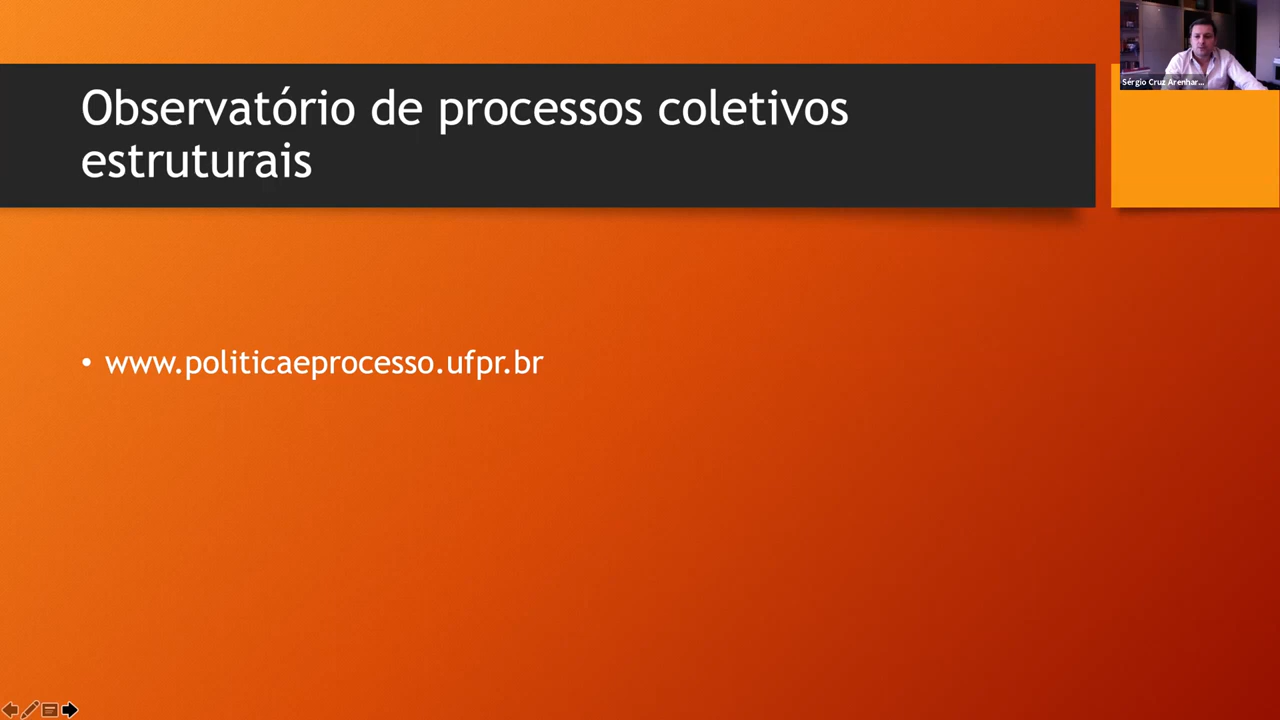 Sérgio Cruz Arenhar...
Observatório de processos coletivos
estruturais
• www.politicaeprocesso.ufpr.br